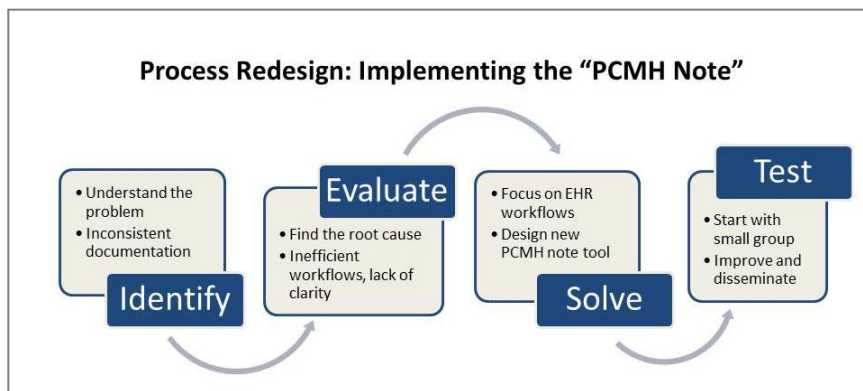 Process Redesign: Implementing the “PCMH Note”
• Understand the
problem
• Inconsistent
documentation
Identify
Evaluate
• Find the root cause
• Inefficient
workflows, lack of
clarity
• Focus on EHR
workflows
• Design new
PCMH note tool
Solve
Test
• Start with
small group
• Improve and
disseminate